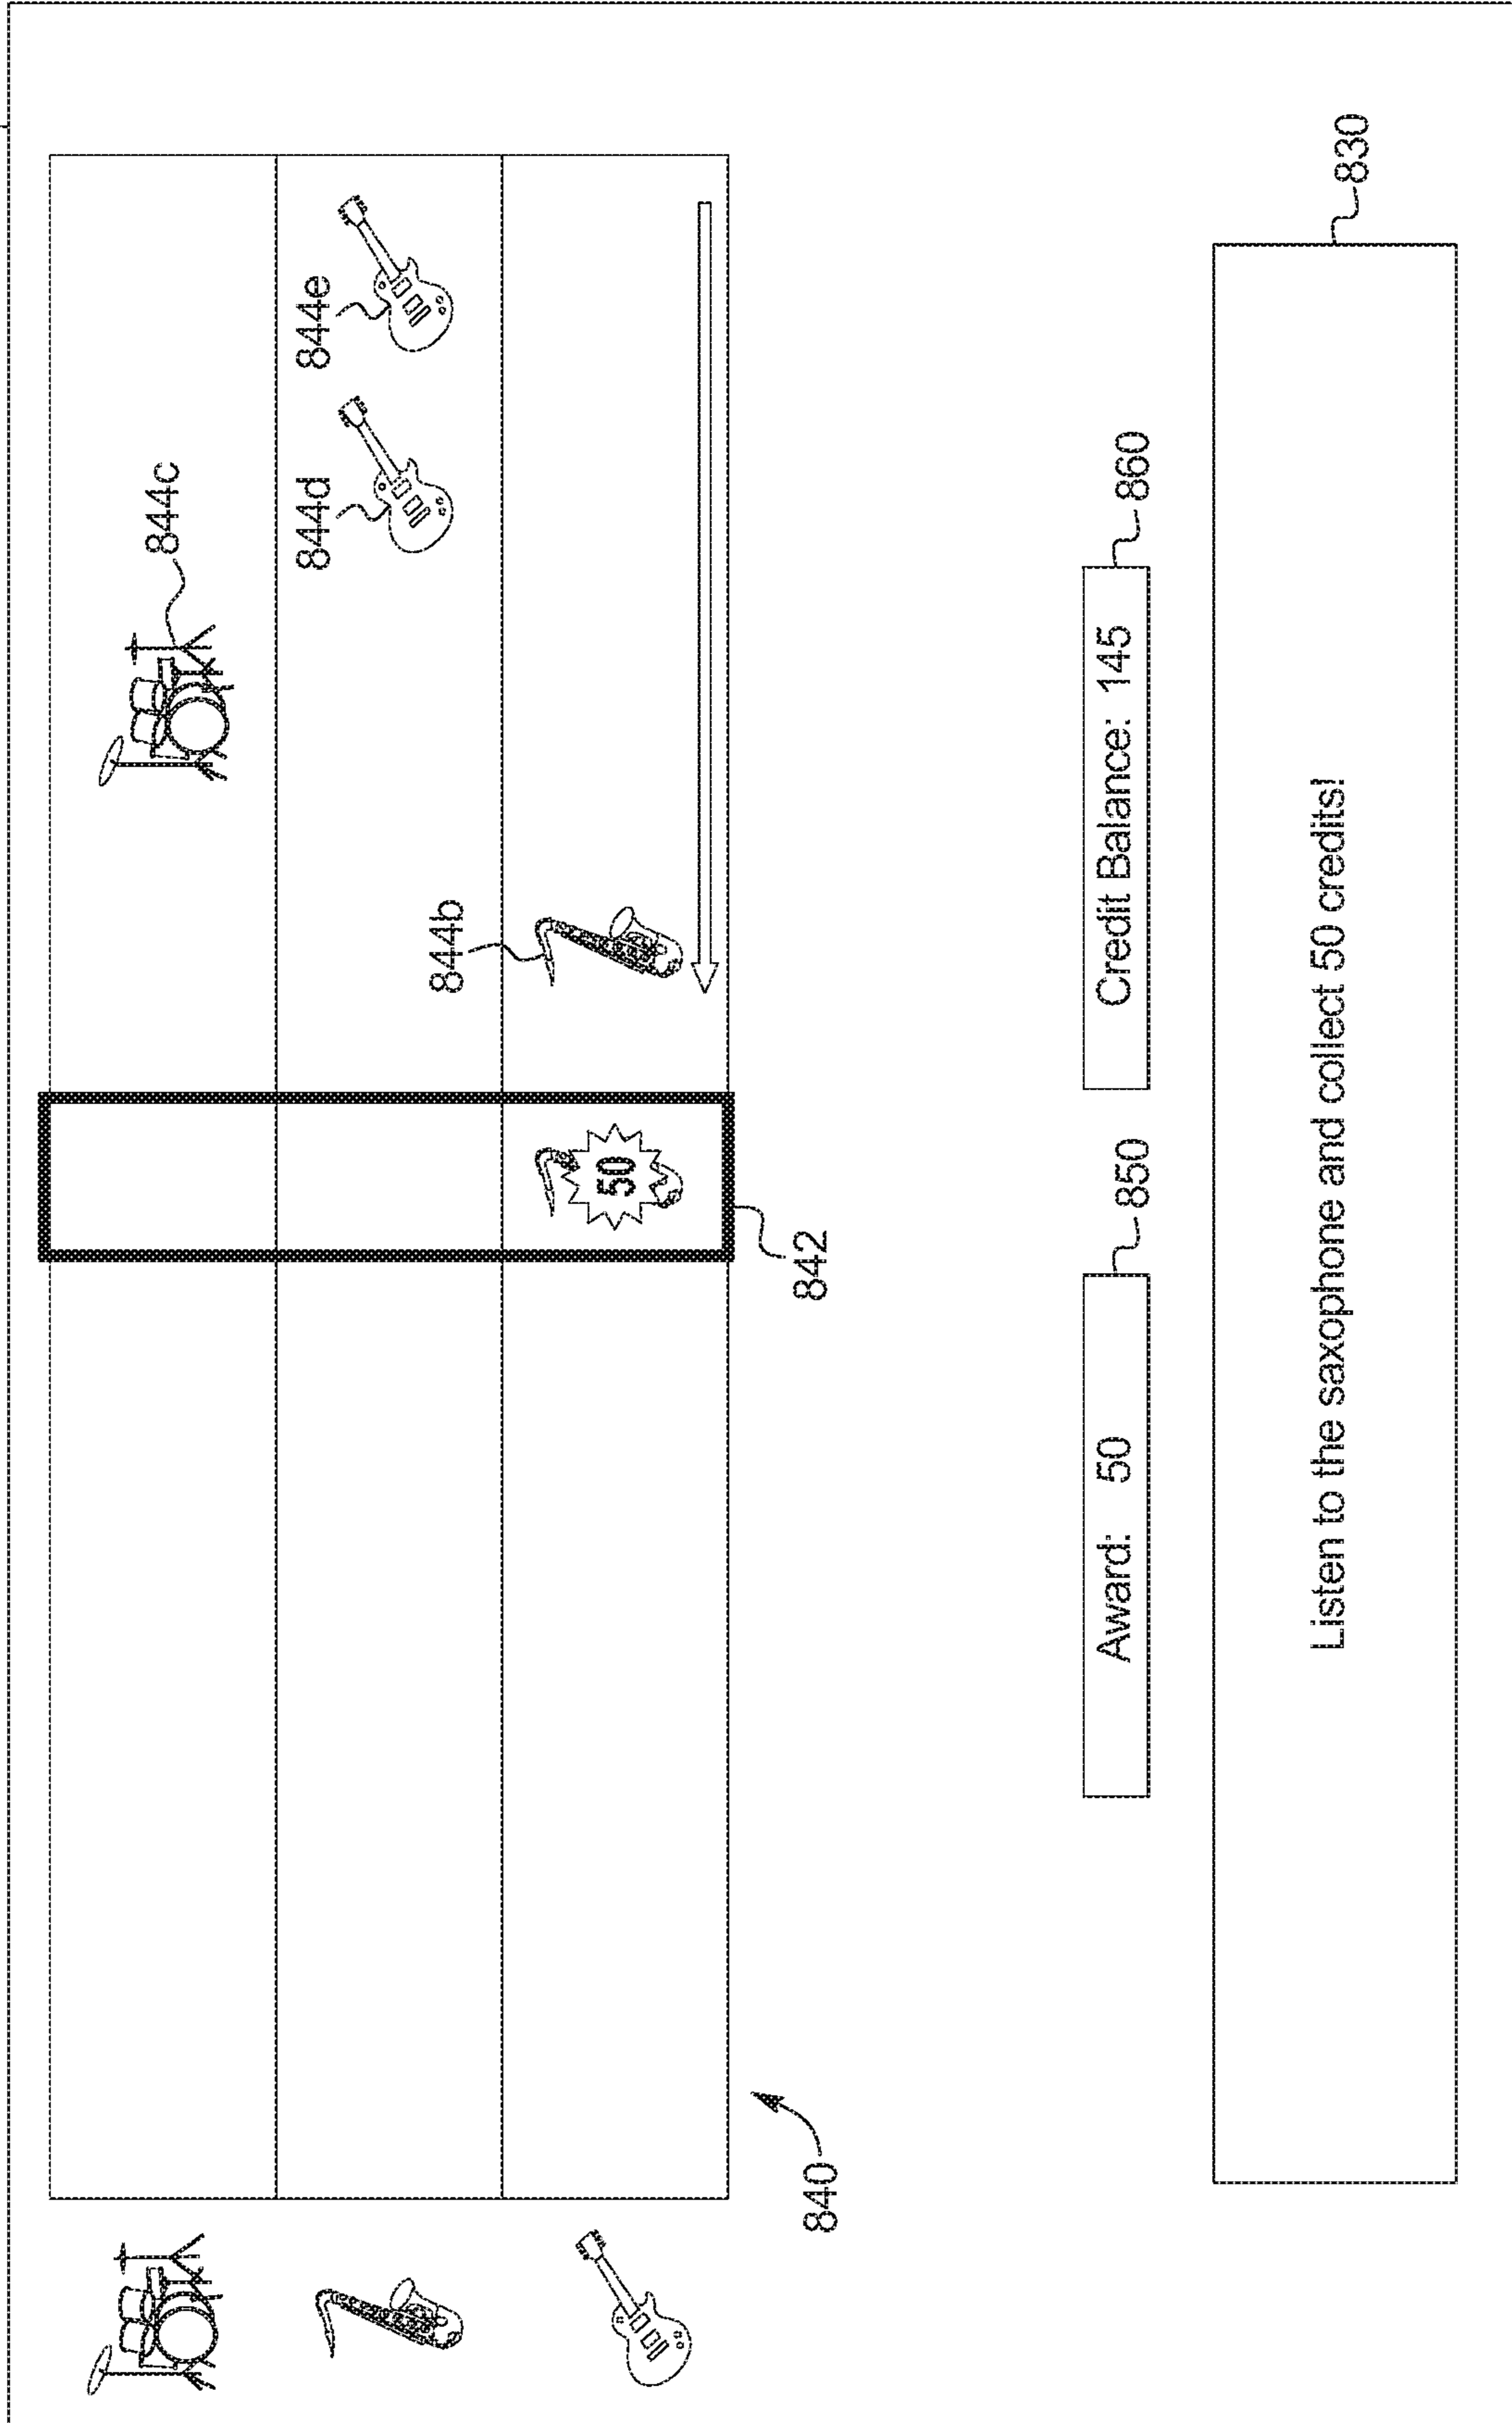 844c
844e
844d
844b
50
842
840
Award: 50
850
Credit Balance: 145
860
Listen to the saxophone and collect 50 credits!
830